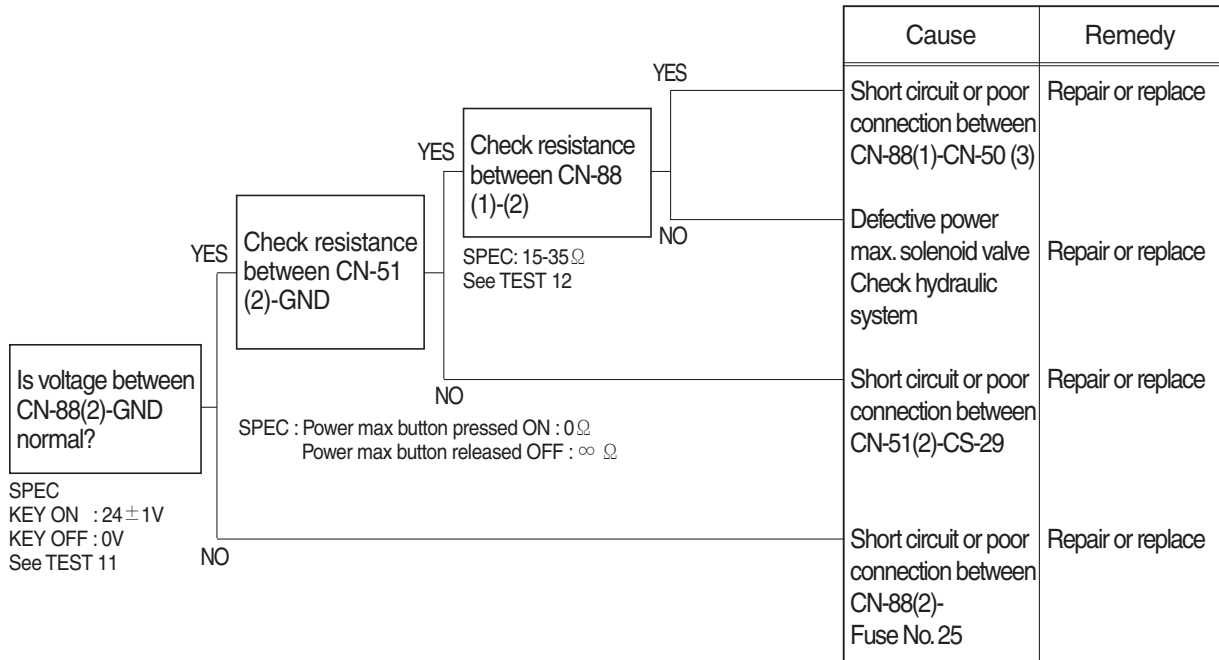 Cause
Remedy
YES
Short circuit or poor
connection between
CN-88(1)-CN-50 (3)
Repair or replace
YES
Check resistance
between CN-88
(1)-(2)
NO
SPEC: 15-35Ω
See TEST 12
Defective power
max. solenoid valve
Check hydraulic
system
Repair or replace
YES
Check resistance
between CN-51
(2)-GND
NO
SPEC : Power max button pressed ON : 0Ω
Power max button released OFF : ∞ Ω
Short circuit or poor
connection between
CN-51(2)-CS-29
Repair or replace
Is voltage between
CN-88(2)-GND
normal?
SPEC
KEY ON : 24±1V
KEY OFF : 0V
See TEST 11
NO
Short circuit or poor
connection between
CN-88(2)-
Fuse No. 25
Repair or replace